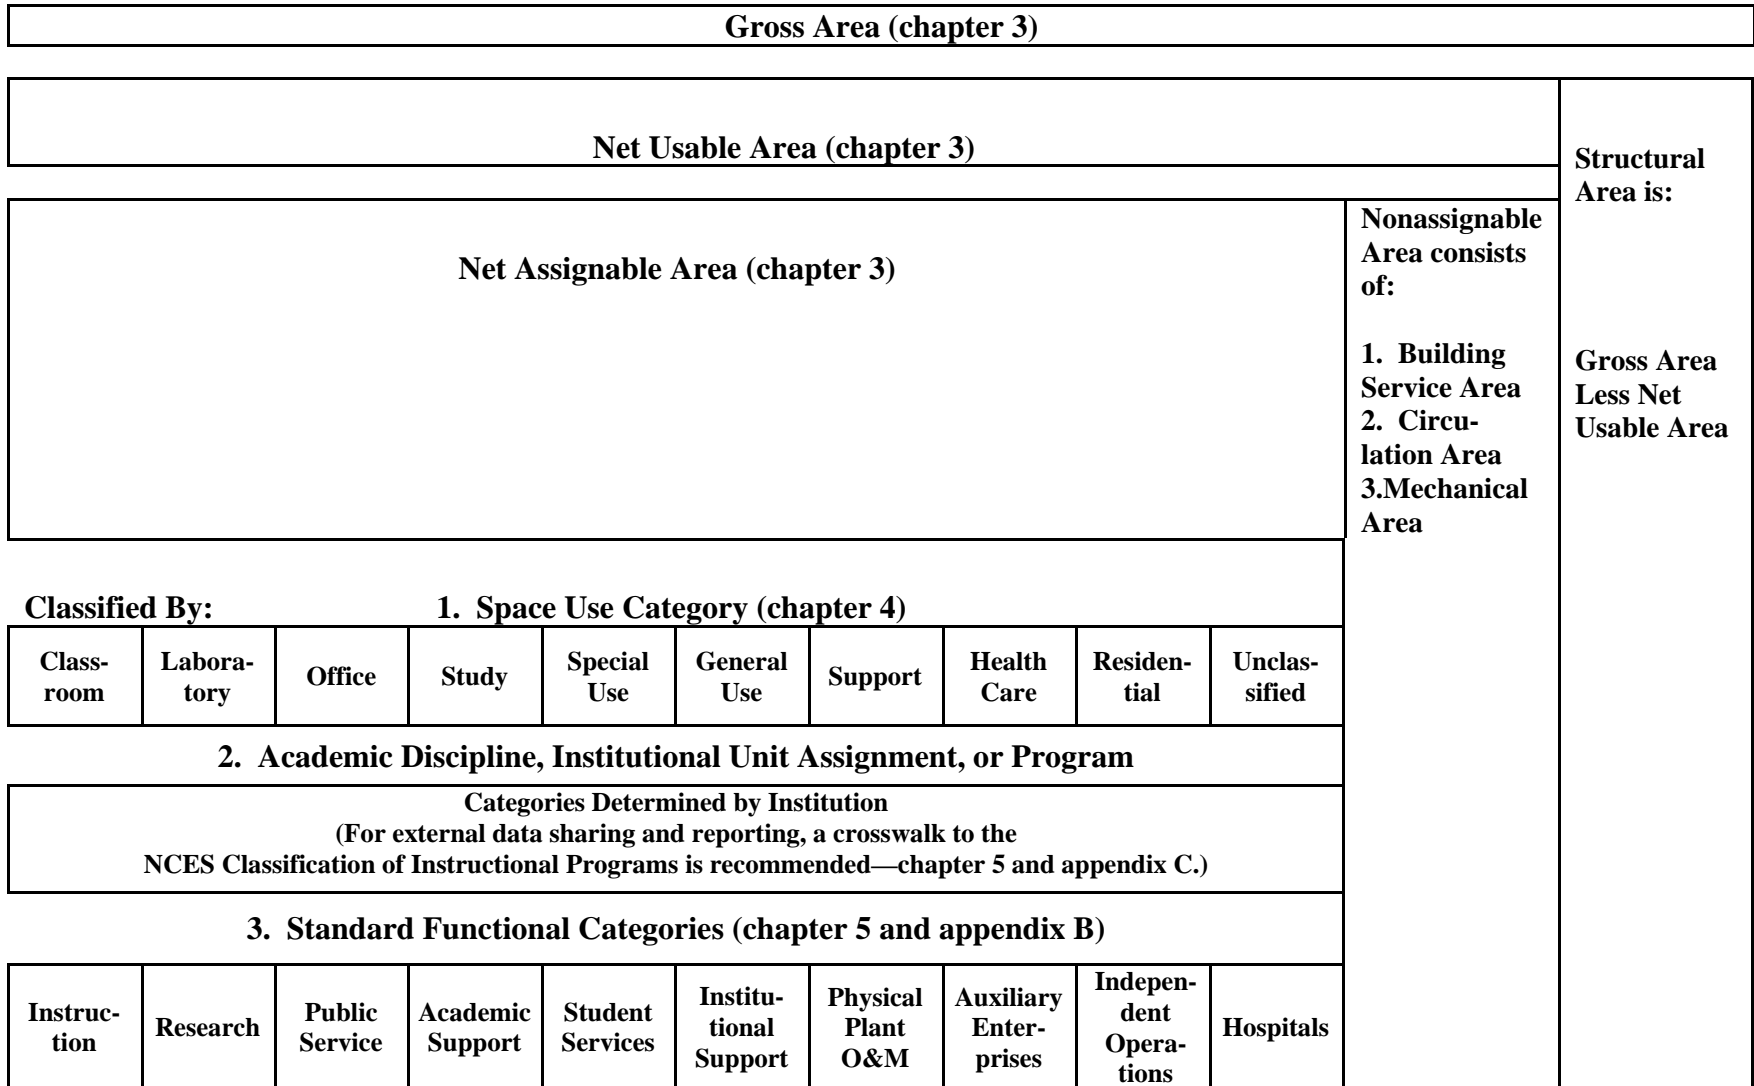 Gross Area (chapter 3)
Net Usable Area (chapter 3)
Structural
Area is:
Gross Area
Less Net
Usable Area
Net Assignable Area (chapter 3)
Nonassignable
Area consists
of:
1. Building
Service Area
2. Circu-
lation Area
3.Mechanical
Area
Classified By: 1. Space Use Category (chapter 4)
Class-
room
Labora-
tory
Office
Study
Special
Use
General
Use
Support
Health
Care
Residen-
tial
Unclas-
sified
2. Academic Discipline, Institutional Unit Assignment, or Program
Categories Determined by Institution
(For external data sharing and reporting, a crosswalk to the
NCES Classification of Instructional Programs is recommended—chapter 5 and appendix C.)
3. Standard Functional Categories (chapter 5 and appendix B)
Instruc-
tion
Research
Public
Service
Academic
Support
Student
Services
Institu-
tional
Support
Physical
Plant
O&M
Auxiliary
Enter-
prises
Indepen-
dent
Opera-
tions
Hospitals